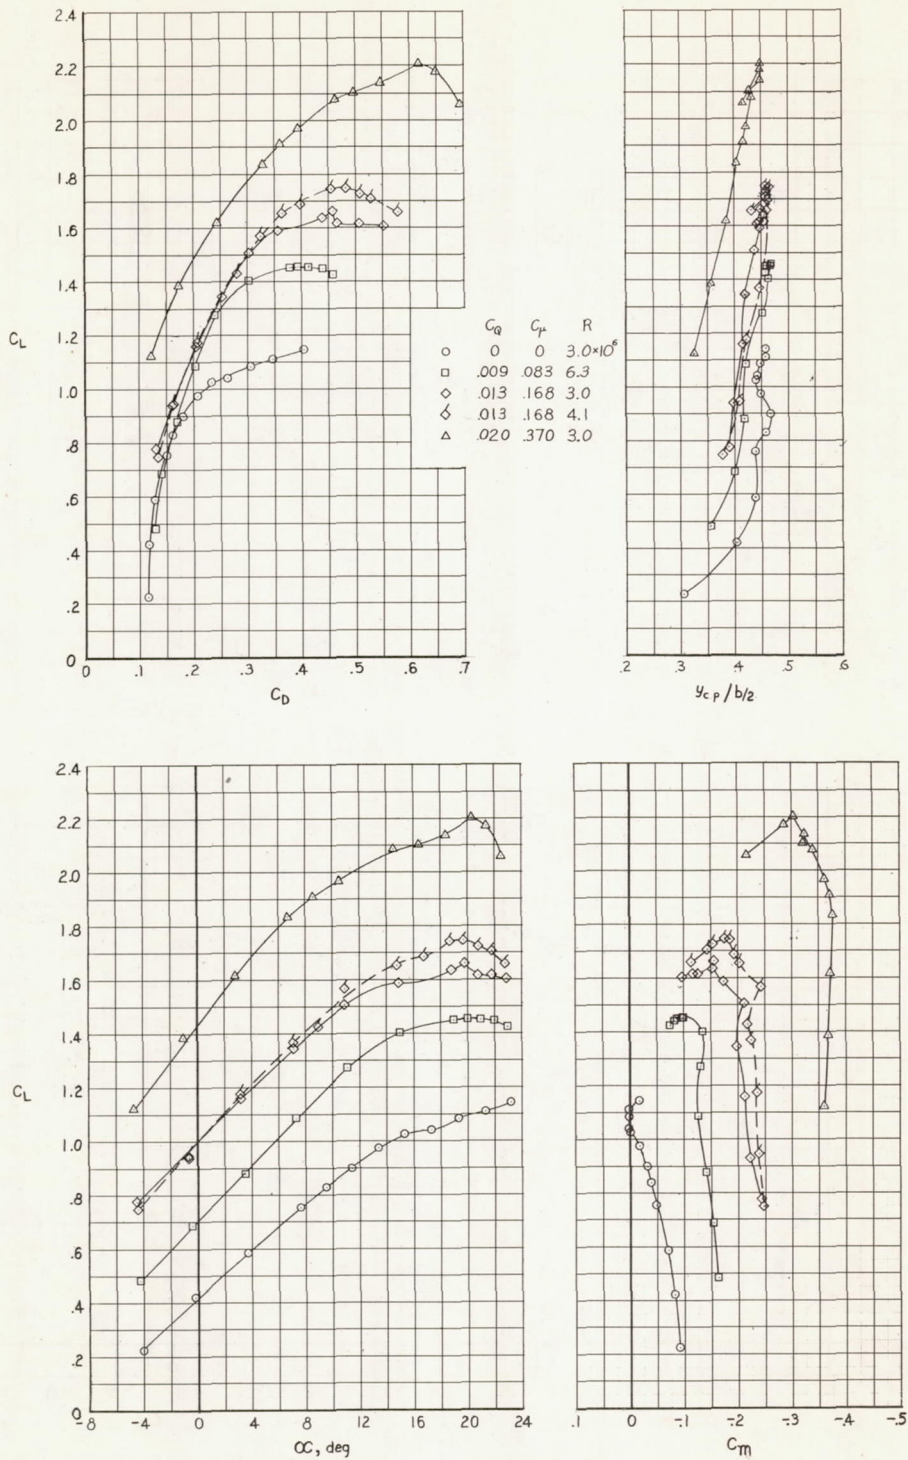 2.4
2.2
2.0
1.8
1.6
1.4
1.2
1.0
.8
.6
.4
.2
0
C_L
0 .1 .2 .3 .4 .5 .6 .7
C_D
C_Q C_μ R
0 0 3.0×10^6
.009 .083 6.3
.013 .168 3.0
.013 .168 4.1
.020 .370 3.0
.2 .3 .4 .5 .6
y_cp/b/2
2.4
2.2
2.0
1.8
1.6
1.4
1.2
1.0
.8
.6
.4
.2
0
C_L
-8 -4 0 4 8 12 16 20 24
α, deg
.1 0 -.1 -.2 -.3 -.4 -.5
C_m